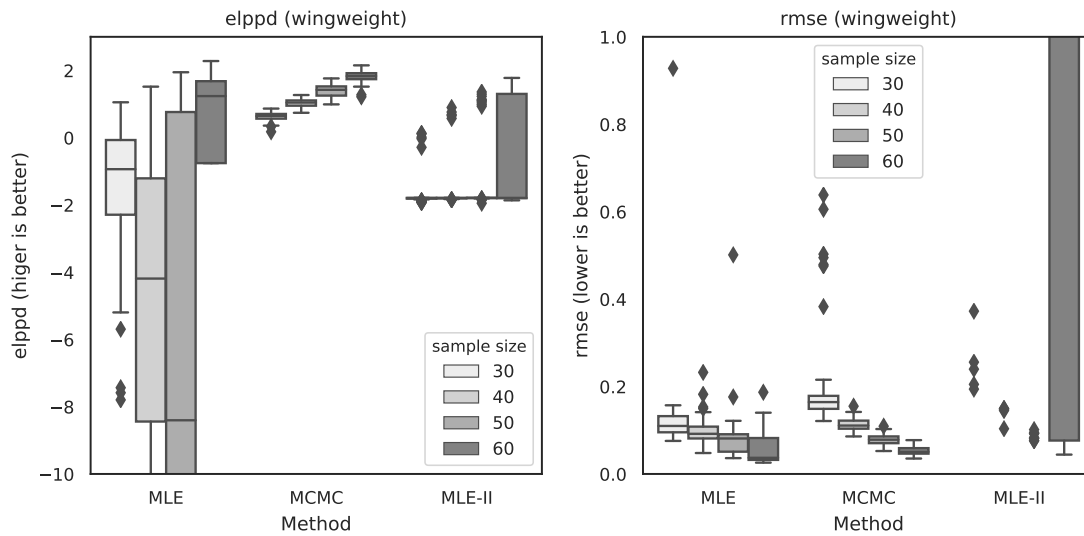 elppd (wingweight)
elppd (higer is better)
2
0
−2
−4
−6
−8
−10
sample size
30
40
50
60
MLE
MCMC
MLE-II
Method
rmse (wingweight)
rmse (lower is better)
1.0
0.8
0.6
0.4
0.2
0.0
sample size
30
40
50
60
MLE
MCMC
MLE-II
Method